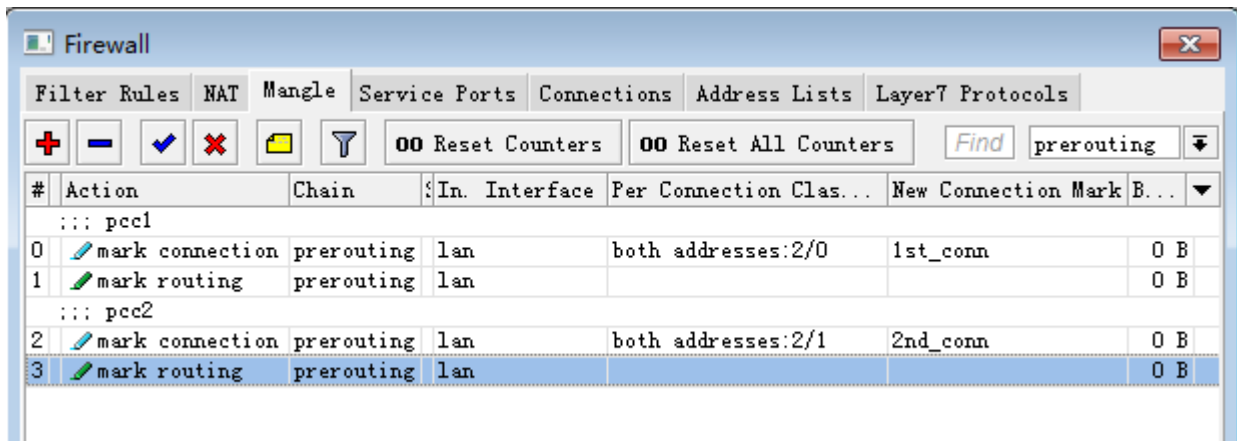 Firewall
Filter Rules NAT Mangle Service Ports Connections Address Lists Layer7 Protocols
00 Reset Counters 00 Reset All Counters Find prerouting
# Action Chain In. Interface Per Connection Clas... New Connection Mark B...
;;; pcc1
0 mark connection prerouting lan both addresses:2/0 1st_conn 0 B
1 mark routing prerouting lan 0 B
;;; pcc2
2 mark connection prerouting lan both addresses:2/1 2nd_conn 0 B
3 mark routing prerouting lan 0 B